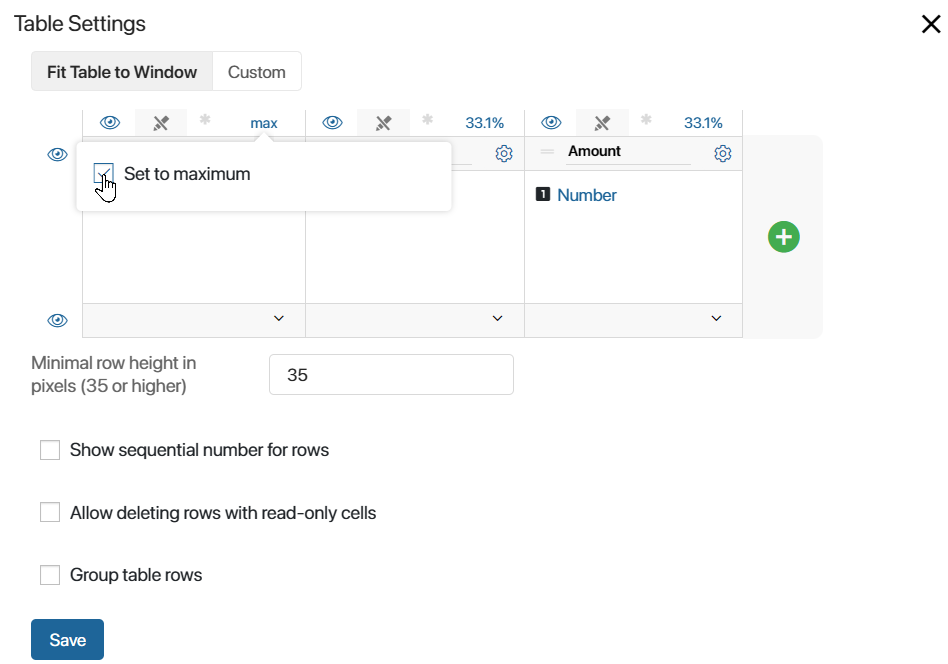 Table Settings
Fit Table to Window
Custom
* max
* 33.1%
* 33.1%
Set to maximum
Amount
1 Number
Minimal row height in
pixels (35 or higher)
35
Show sequential number for rows
Allow deleting rows with read-only cells
Group table rows
Save